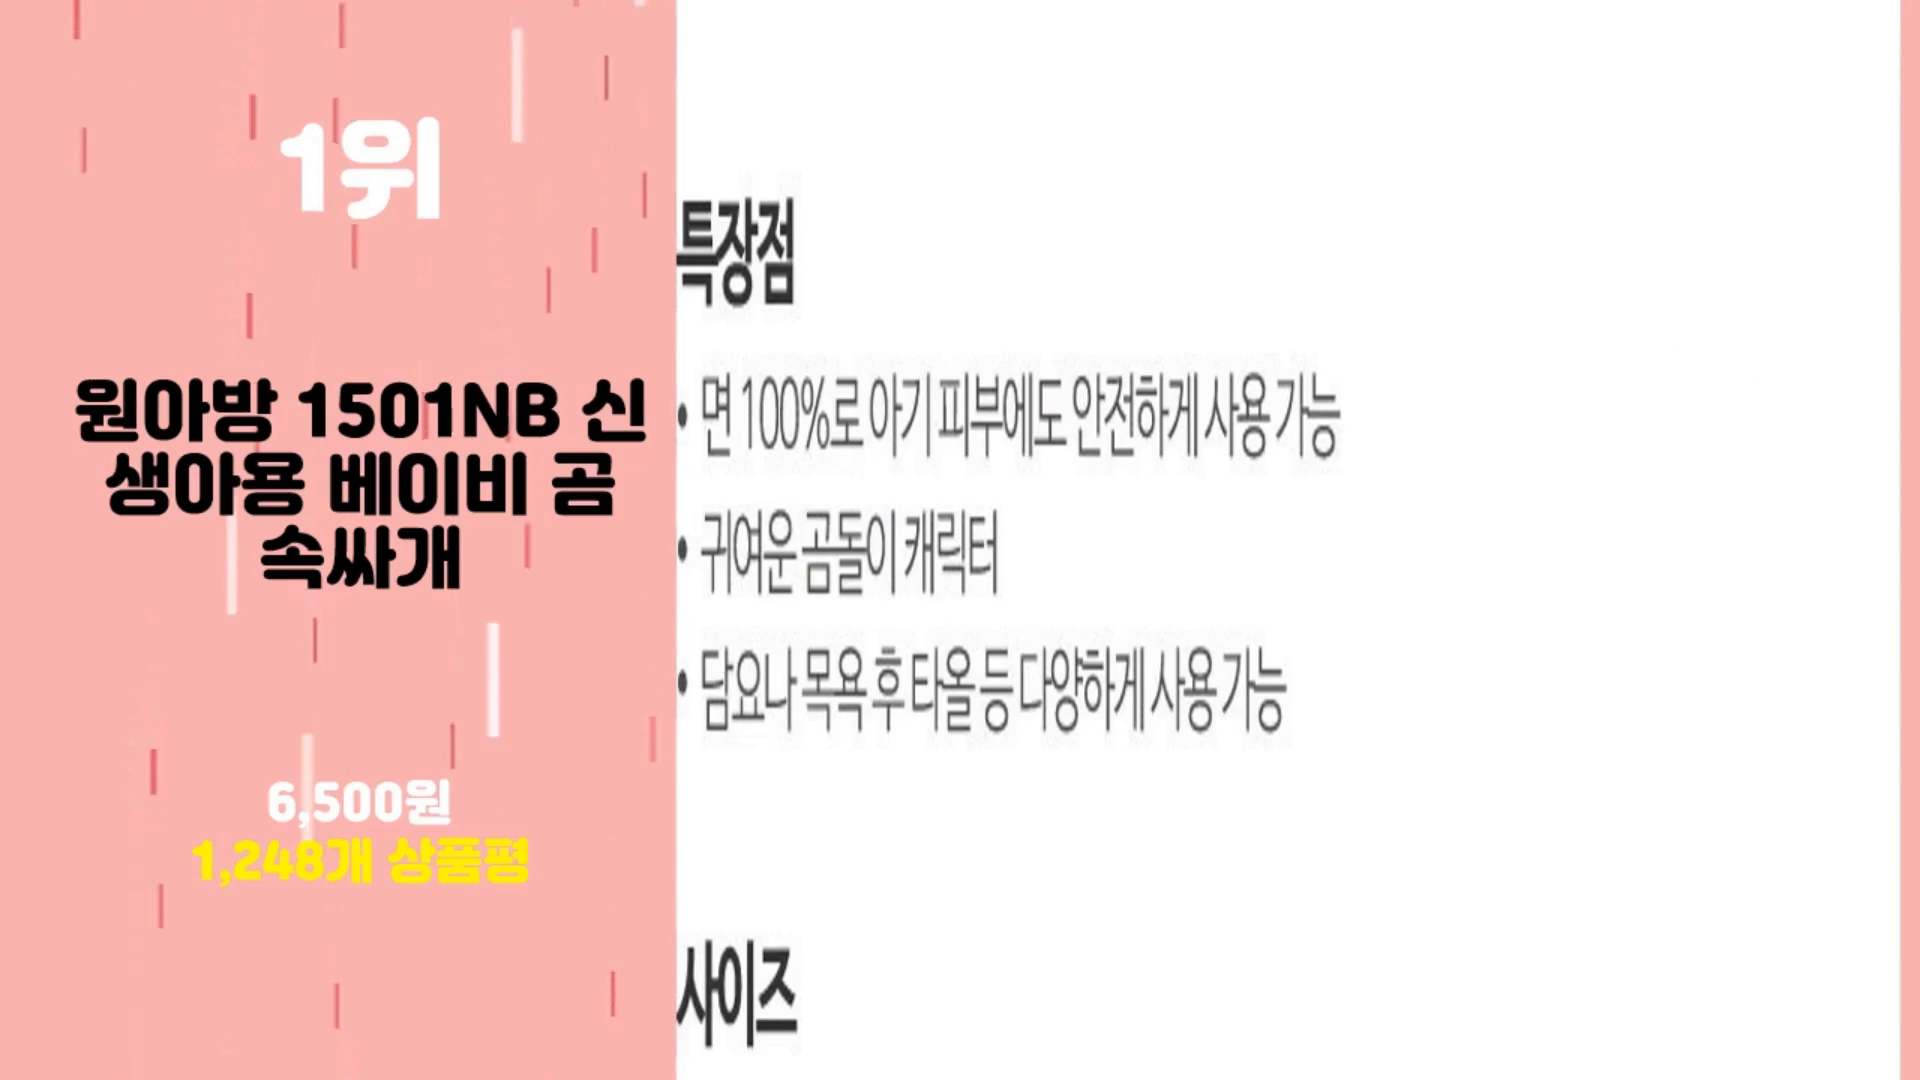 1위
원아방 1501NB 신
생아용 베이비 곰
속싸개
6,500원
1,248개 상품평
특장점
• 면 100%로 아기 피부에도 안전하게 사용 가능
• 귀여운 곰돌이 캐릭터
• 담요나 목욕 후 타올 등 다양하게 사용 가능
사이즈